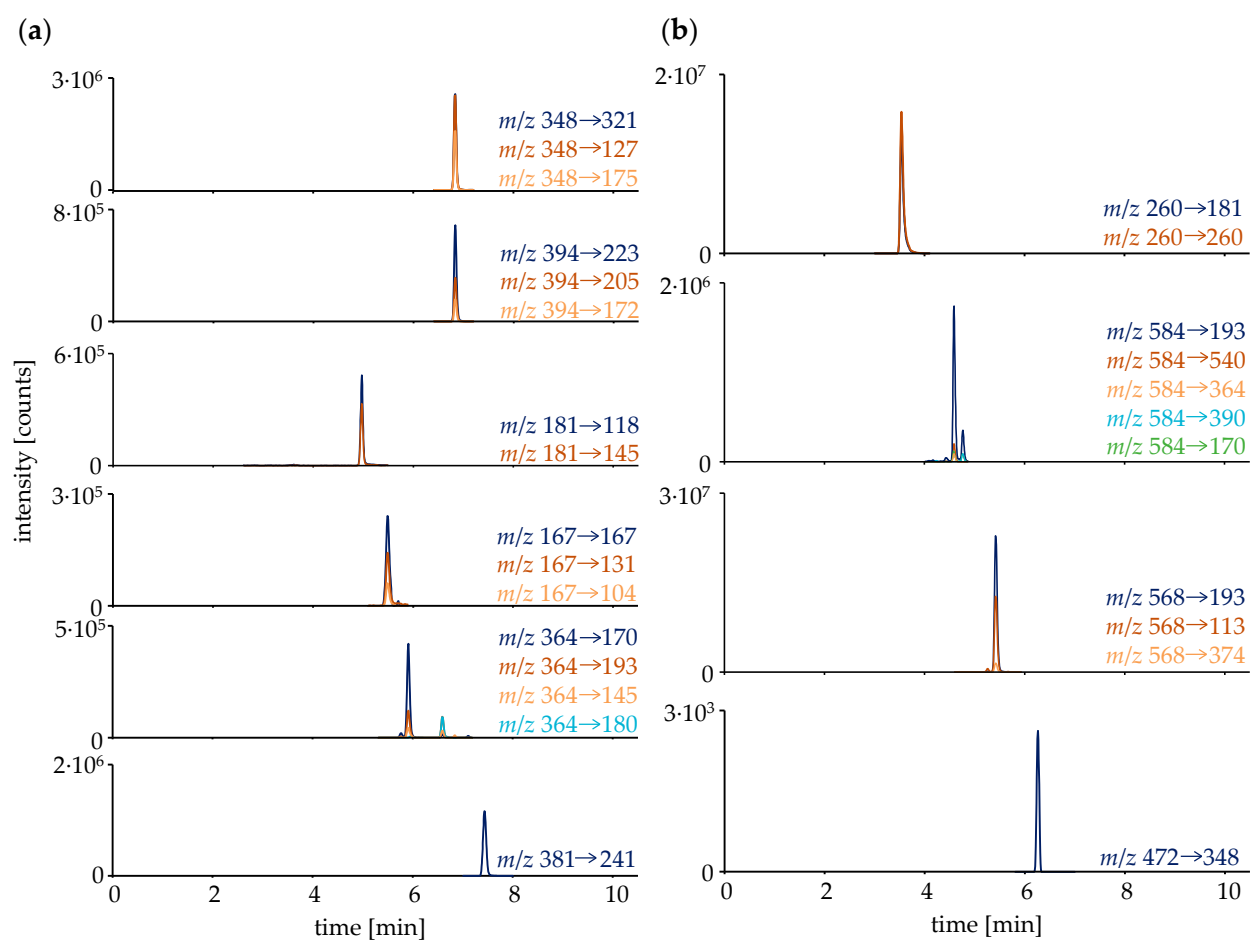 (a)
3·10⁶
m/z 348→321
m/z 348→127
m/z 348→175
0
8·10⁵
m/z 394→223
m/z 394→205
m/z 394→172
0
6·10⁵
m/z 181→118
m/z 181→145
0
3·10⁵
m/z 167→167
m/z 167→131
m/z 167→104
0
5·10⁵
m/z 364→170
m/z 364→193
m/z 364→145
m/z 364→180
0
2·10⁶
m/z 381→241
0
0 2 4 6 8 10
time [min]
intensity [counts]
(b)
2·10⁷
m/z 260→181
m/z 260→260
0
2·10⁶
m/z 584→193
m/z 584→540
m/z 584→364
m/z 584→390
m/z 584→170
0
3·10⁷
m/z 568→193
m/z 568→113
m/z 568→374
0
3·10³
m/z 472→348
0
0 2 4 6 8 10
time [min]